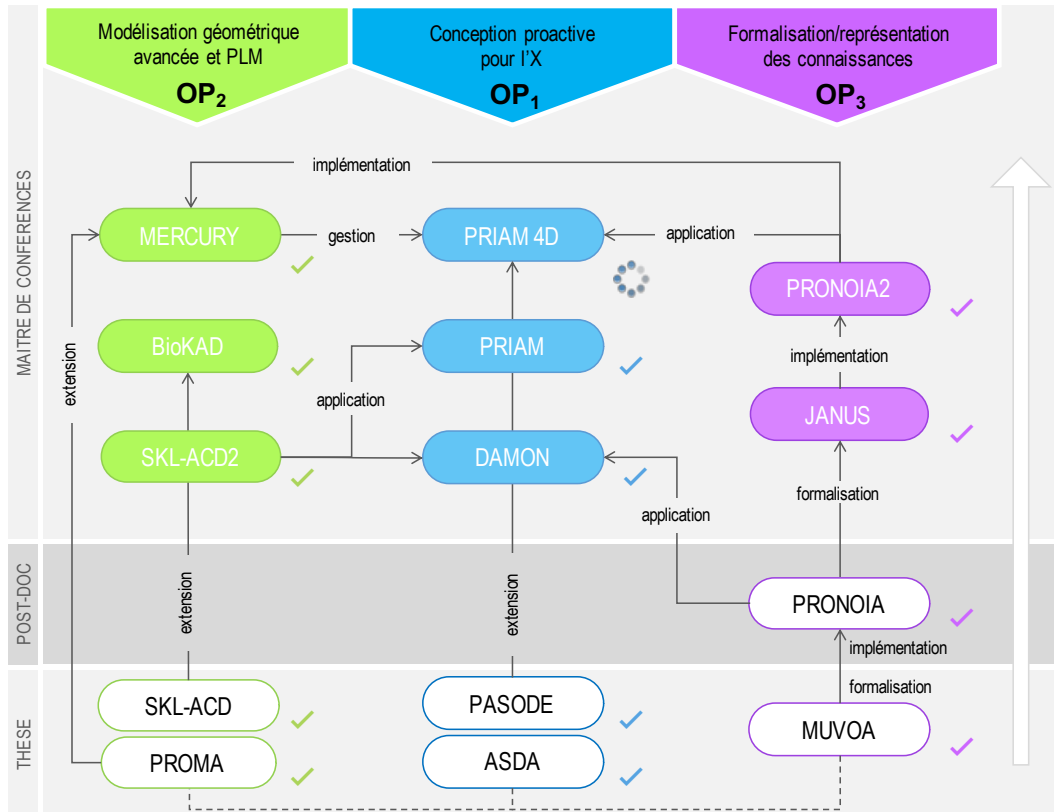 Modélisation géométrique
avancée et PLM
OP2
Conception proactive
pour l'X
OP1
Formalisation/représentation
des connaissances
OP3
MAITRE DE CONFERENCES
implémentation
MERCURY
gestion
PRIAM 4D
application
PRONOIA2
extension
BioKAD
PRIAM
implémentation
application
JANUS
SKL-ACD2
DAMON
formalisation
application
POST-DOC
extension
extension
PRONOIA
implémentation
THESE
SKL-ACD
PASODE
formalisation
MUVOA
PROMA
ASDA